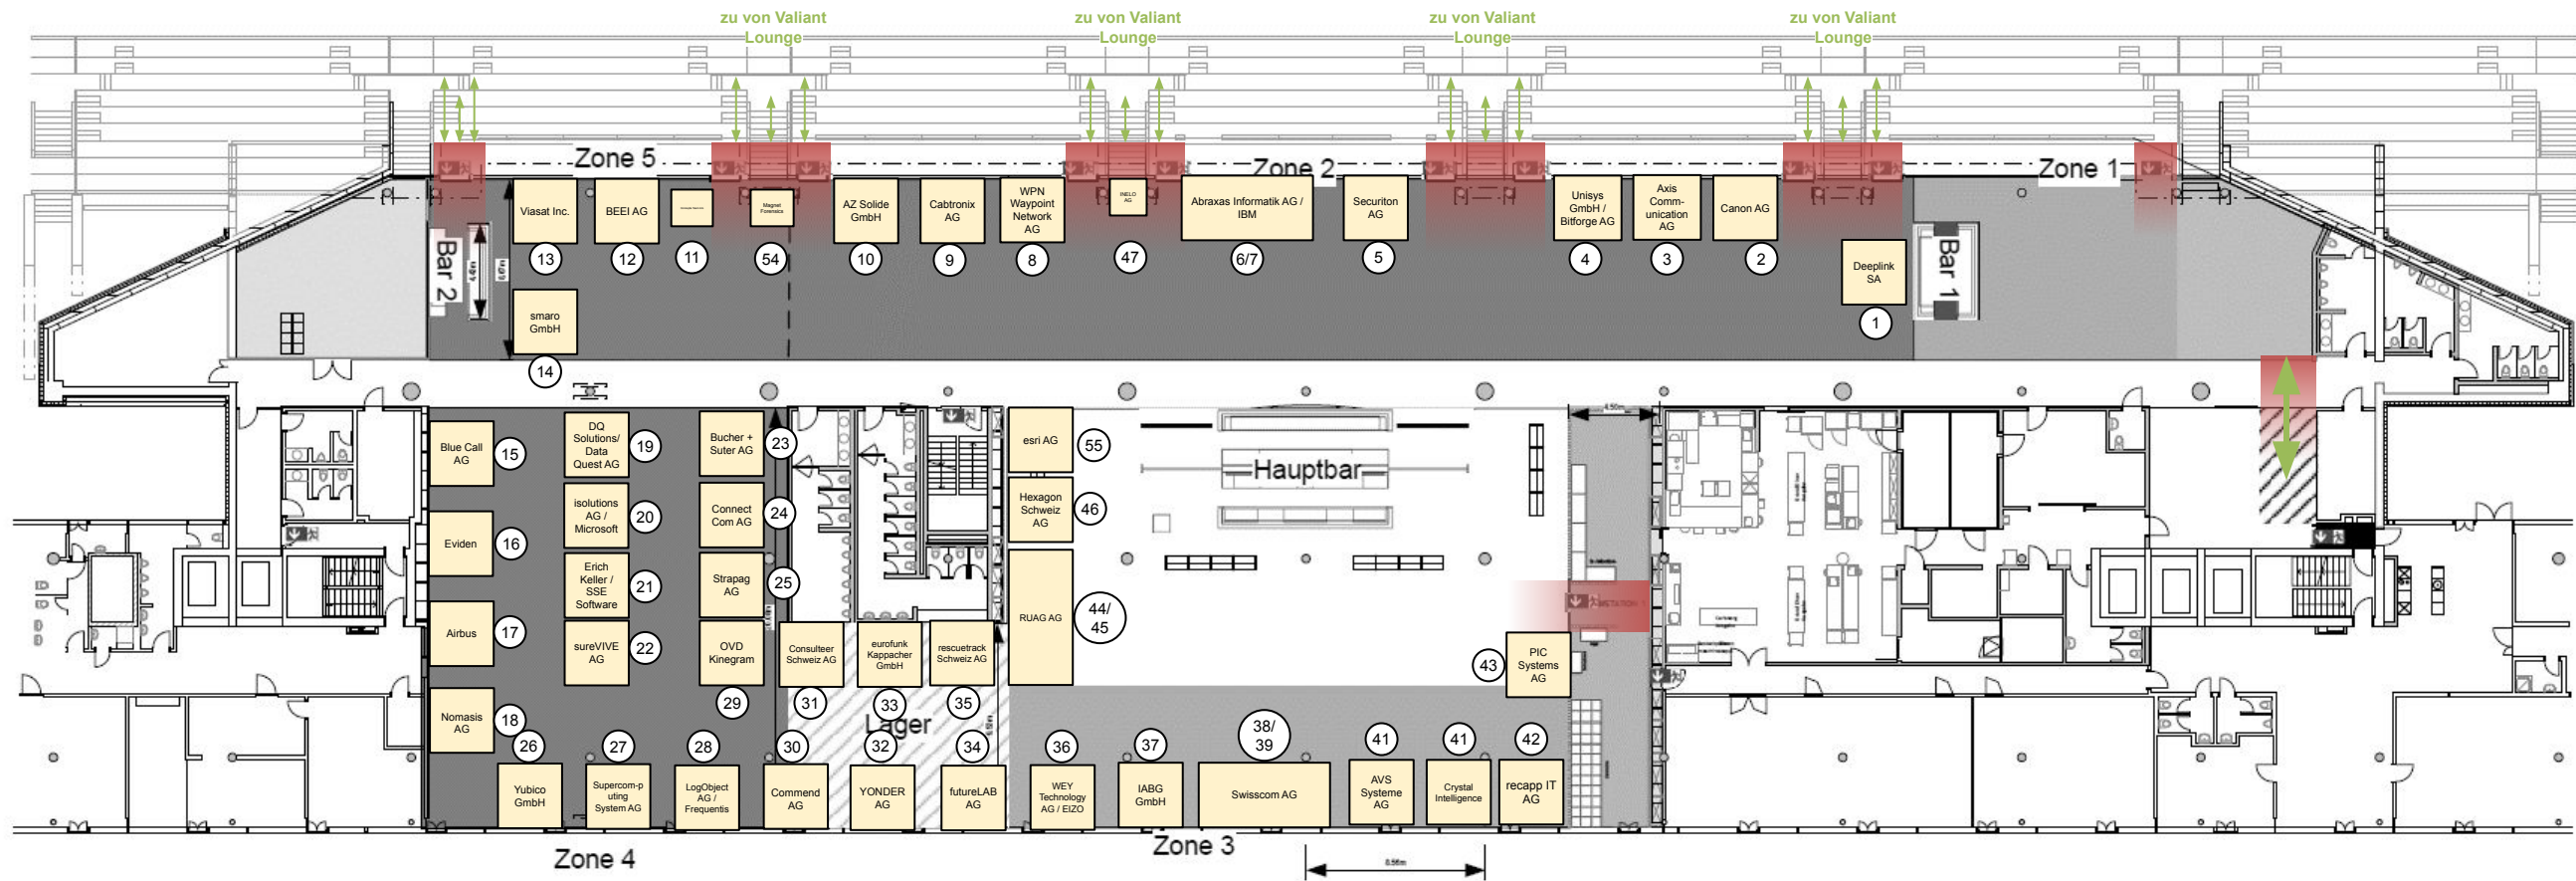 zu von Valiant
Lounge
zu von Valiant
Lounge
zu von Valiant
Lounge
zu von Valiant
Lounge
Zone 5
Zone 2
Zone 1
Viasat Inc.
13
BEEI AG
12
11
Magnet
Forensics
54
AZ Solide
GmbH
10
Cabtronix
AG
9
WPN
Waypoint
Network
AG
8
INELO
AG
47
Abraxas Informatik AG /
IBM
6/7
Securiton
AG
5
Unisys
GmbH /
Bitforge AG
4
Axis
Comm-
unication
AG
3
Canon AG
2
Deeplink
SA
1
Bar 1
Bar 2
smaro
GmbH
14
Blue Call
AG
15
Eviden
16
Airbus
17
Nomasis
AG
18
DQ
Solutions/
Data
Quest AG
19
isolutions
AG /
Microsoft
20
Erich
Keller /
SSE
Software
21
sureVIVE
AG
22
Bucher +
Suter AG
23
Connect
Com AG
24
Strapag
AG
25
OVD
Kinegram
29
Consulteer
Schweiz AG
31
eurofunk
Kappacher
GmbH
33
rescuetrack
Schweiz AG
35
Lager
esri AG
55
Hexagon
Schweiz
AG
46
RUAG AG
44/
45
Hauptbar
4.50m
PIC
Systems
AG
43
26
Yubico
GmbH
27
Supercom-p
uting
System AG
28
LogObject
AG /
Frequentis
30
Commend
AG
32
YONDER
AG
34
futureLAB
AG
36
WEY
Technology
AG / EIZO
37
IABG
GmbH
38/
39
Swisscom AG
41
AVS
Systeme
AG
41
Crystal
Intelligence
42
recapp IT
AG
Zone 4
Zone 3
8.56m